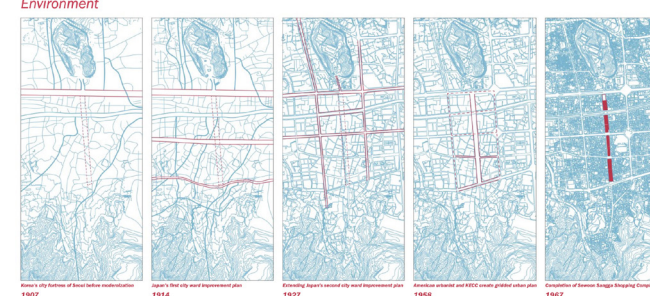 Environment
Korea's city fortress of Seoul before modernization
1907
Japan's first city ward improvement plan
1914
Extending Japan's second city ward improvement plan
1927
American urbanist and KECC create gridded urban plan
1958
Completion of Sewoon Sangga Shopping
1967